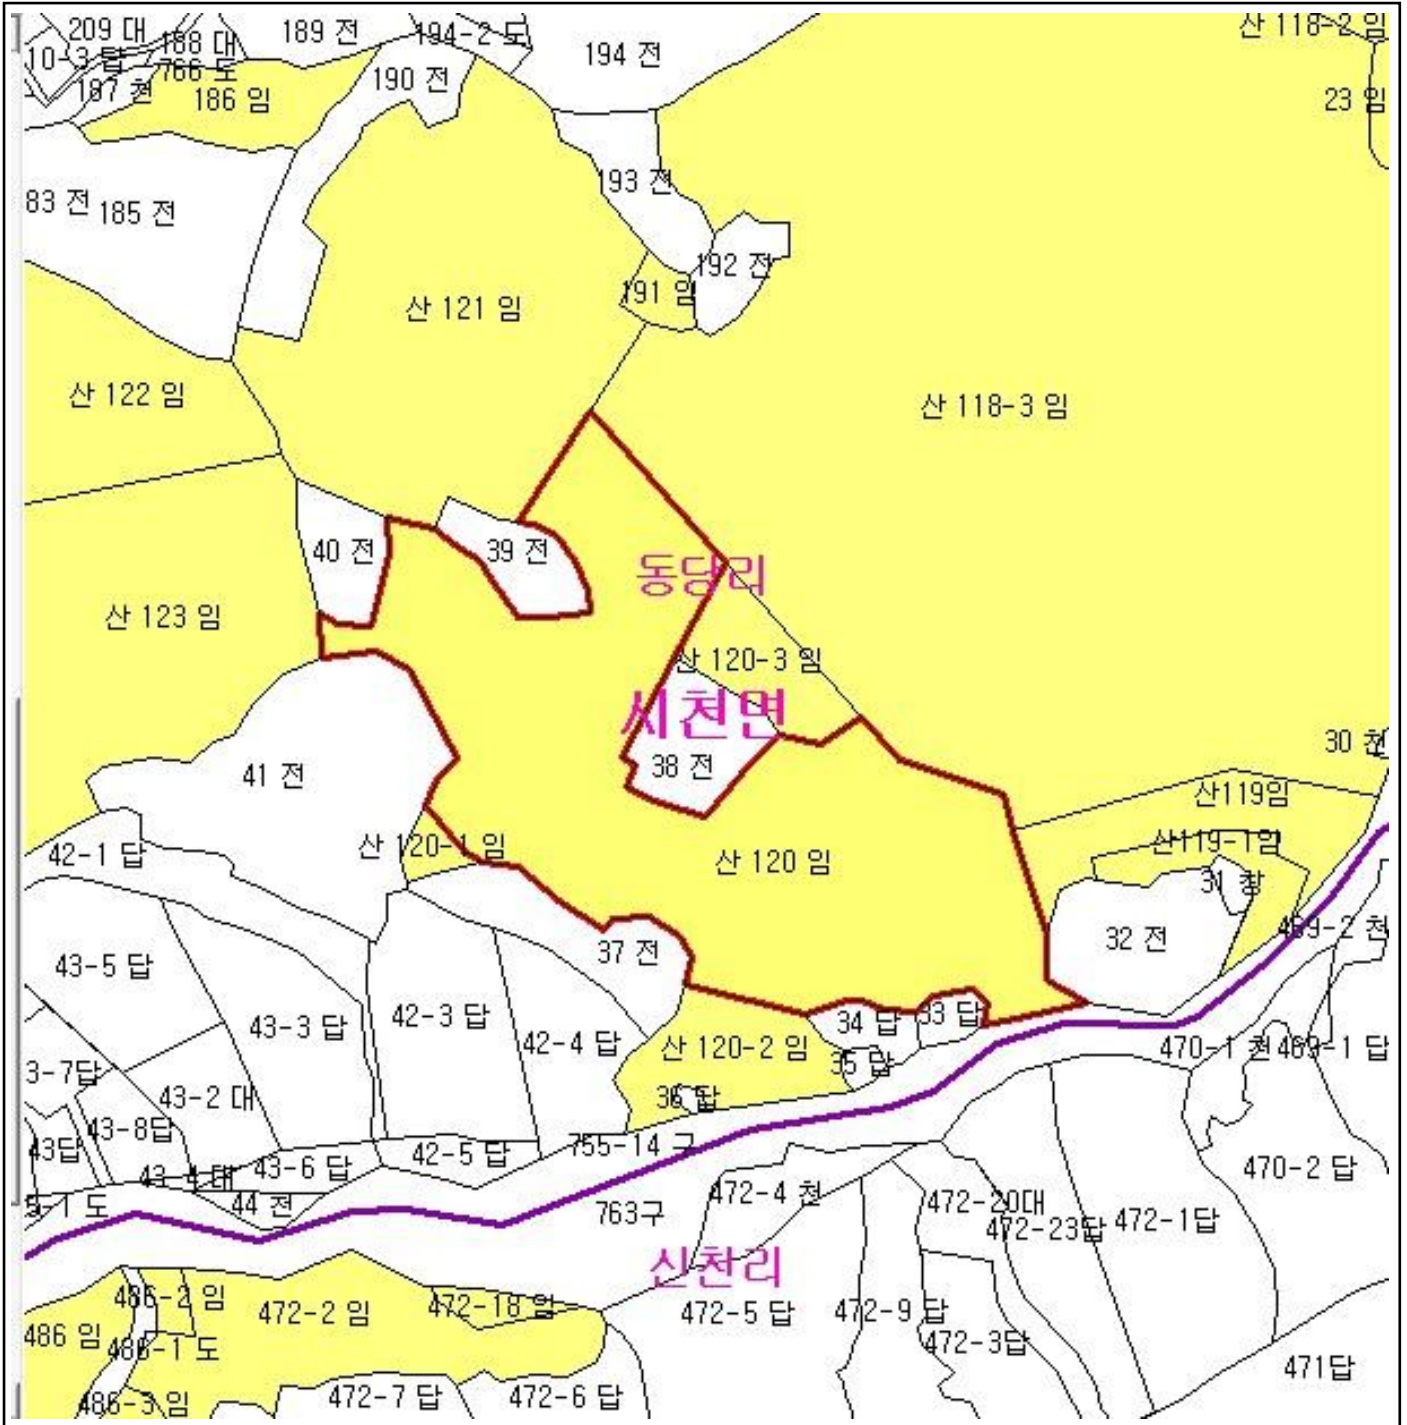 209 대
188 대
189 전
194-2 도
산 118-2 임
10-3 답
766 도
194 전
190 전
187 천
186 임
23 임
193 전
83 전
185 전
192 전
191 임
산 121 임
산 122 임
산 118-3 임
40 전
39 전
동당리
산 123 임
산 120-3 임
시천면
30 천
38 전
41 전
산119임
산119-1임
42-1 답
산 120-1 임
산 120 임
31 창
37 전
32 전
469-2 천
43-5 답
43-3 답
42-3 답
34 답
33 답
42-4 답
산 120-2 임
35 답
470-1 천
469-1 답
3-7답
43-2 대
36 답
43-8답
43답
755-14 구
42-5 답
43-6 답
43-4 대
470-2 답
5-1 도
44 전
763구
472-4 천
472-20대
472-23답
472-1답
신천리
486-2 임
472-2 임
472-18 임
472-5 답
472-9 답
486 임
486-1 도
472-3답
471답
486-3 임
472-7 답
472-6 답